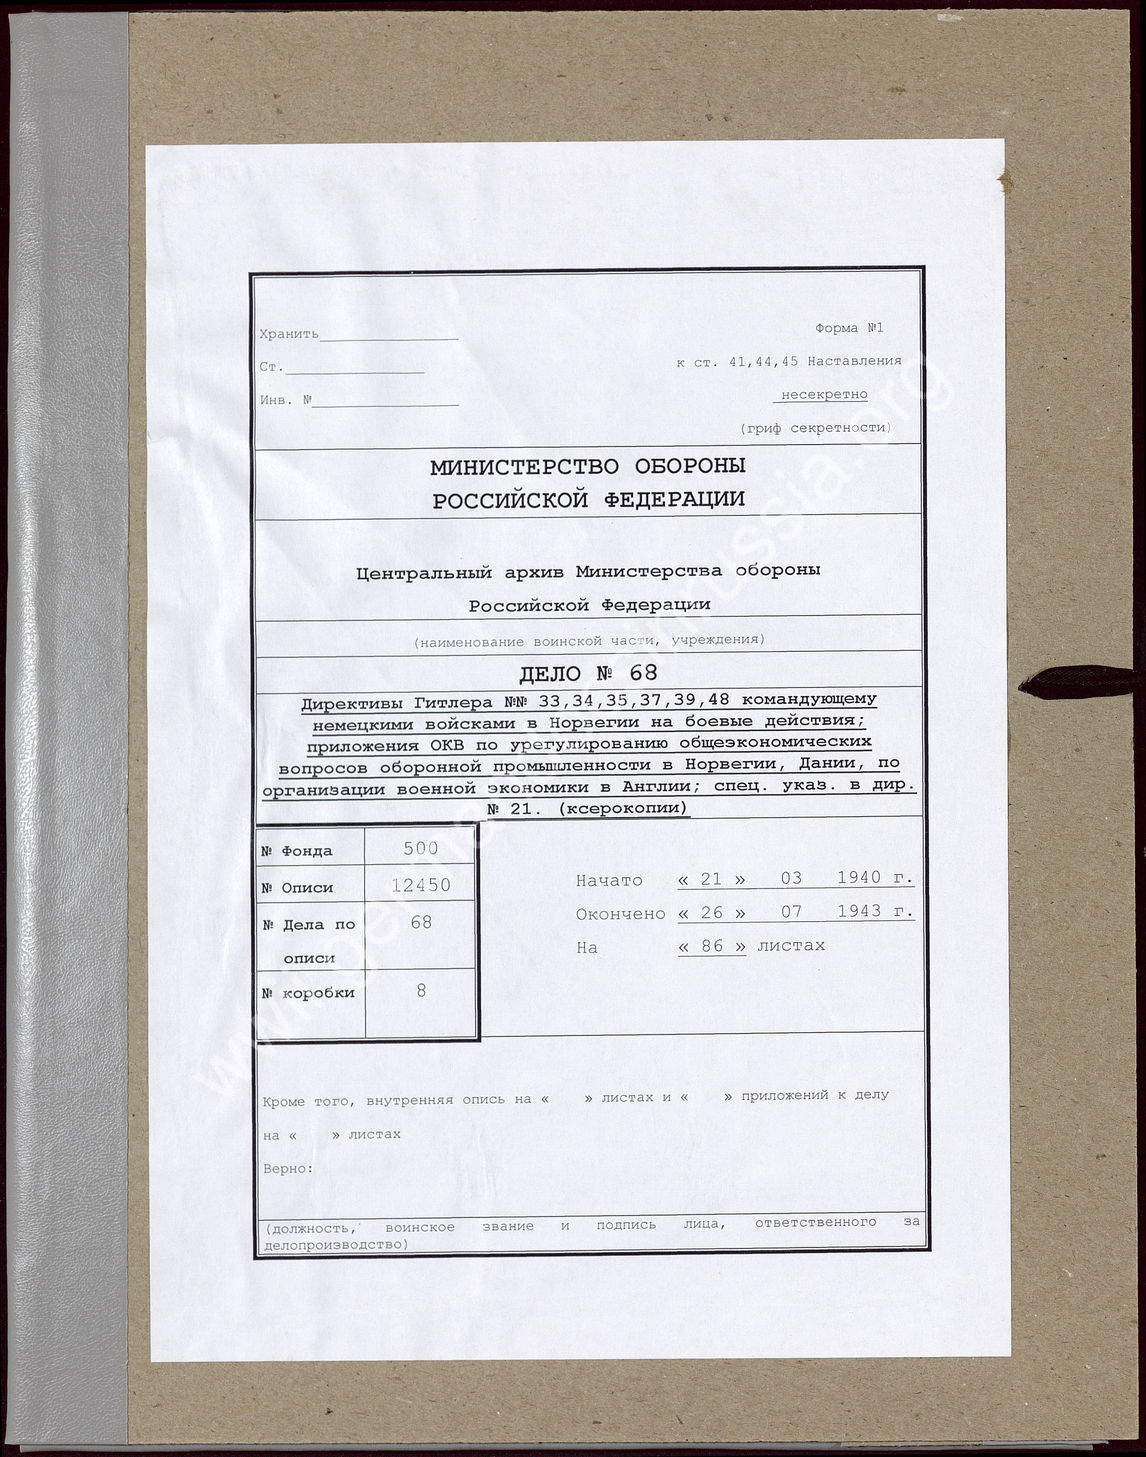 Хранить
Форма №1
Ст.
к ст. 41,44,45 Наставления
Инв. №
несекретно
(гриф секретности)
МИНИСТЕРСТВО ОБОРОНЫ
РОССИЙСКОЙ ФЕДЕРАЦИИ
Центральный архив Министерства обороны
Российской Федерации
(наименование воинской части, учреждения)
ДЕЛО № 68
Директивы Гитлера №№ 33,34,35,37,39,48 командующему
немецкими войсками в Норвегии на боевые действия;
приложения ОКВ по урегулированию общеэкономических
вопросов оборонной промышленности в Норвегии, Дании, по
организации военной экономики в Англии; спец. указ. в дир.
№ 21. (ксерокопии)
№ Фонда 500
№ Описи 12450
№ Дела по 68
описи
№ коробки 8
Начато « 21 » 03 1940 г.
Окончено « 26 » 07 1943 г.
На « 86 » листах
Кроме того, внутренняя опись на « » листах и « » приложений к делу
на « » листах
Верно:
(должность, воинское звание и подпись лица, ответственного за
делопроизводство)